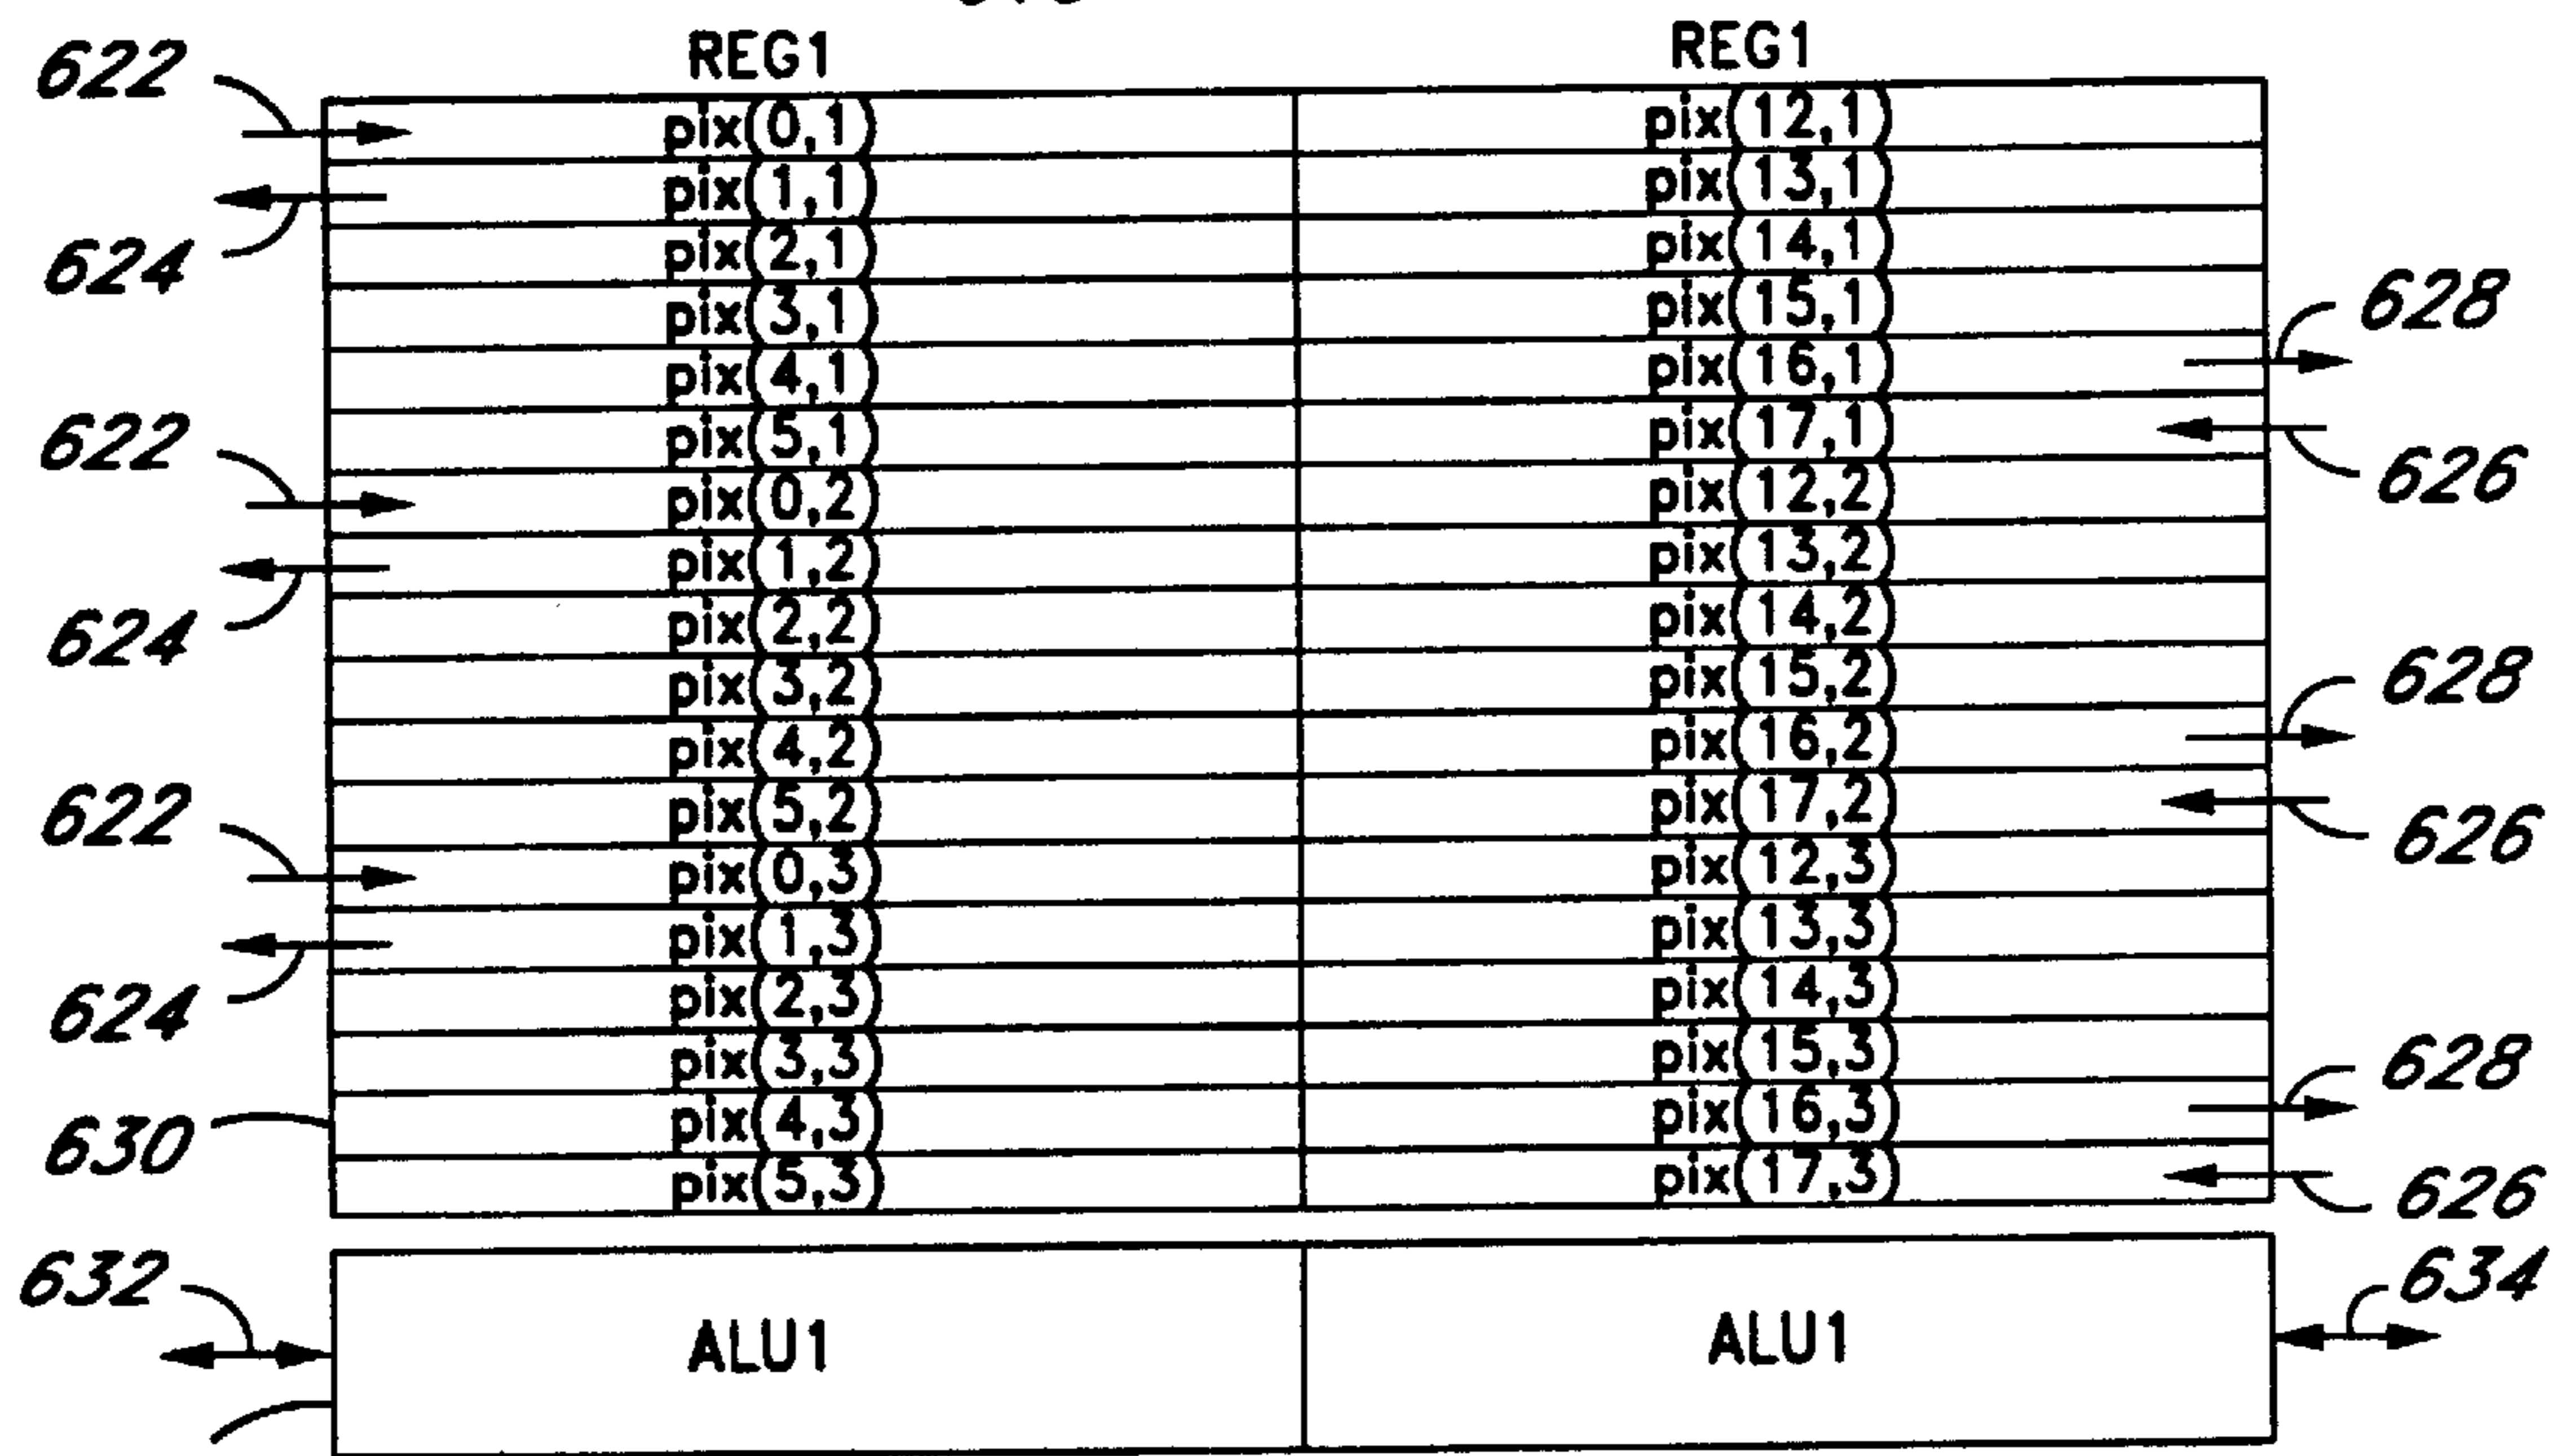 REG1 REG1
622 pix(0,1) pix(12,1)
pix(1,1) pix(13,1)
624 pix(2,1) pix(14,1)
pix(3,1) pix(15,1) 628
pix(4,1) pix(16,1)
622 pix(5,1) pix(17,1) 626
pix(0,2) pix(12,2)
pix(1,2) pix(13,2)
624 pix(2,2) pix(14,2)
pix(3,2) pix(15,2) 628
pix(4,2) pix(16,2)
622 pix(5,2) pix(17,2) 626
pix(0,3) pix(12,3)
pix(1,3) pix(13,3)
624 pix(2,3) pix(14,3)
pix(3,3) pix(15,3) 628
630 pix(4,3) pix(16,3)
pix(5,3) pix(17,3) 626
632 634
ALU1 ALU1